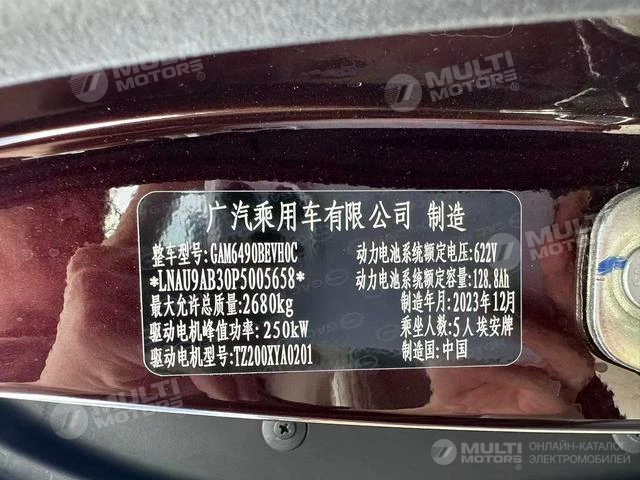 MULTI
MOTORS
MULTI
MOTORS
广汽乘用车有限公司 制造
整车型号:GAM6490BEVH0C 动力电池系统额定电压:622V
*LNAU9AB30P5005658* 动力电池系统额定容量:128.8Ah
最大允许总质量:2680kg 制造年月:2023年12月
驱动电机峰值功率:250kW 乘坐人数:5人 埃安牌
驱动电机型号:TZ200XYA0201 制造国:中国
MULTI
MOTORS
MULTI
MOTORS
ОНЛАЙН-КАТАЛОГ
ЭЛЕКТРОМОБИЛЕЙ